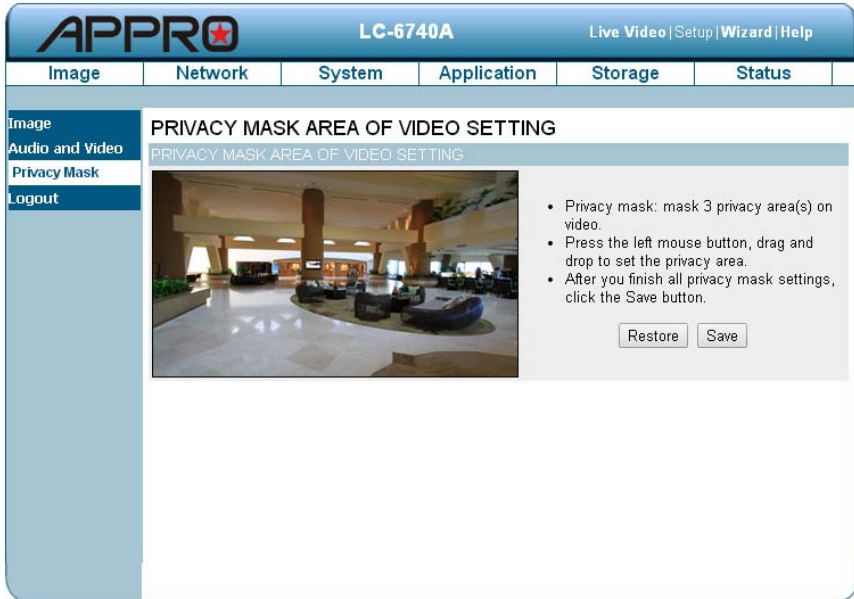 APPRO
LC-6740A
Live Video|Setup|Wizard|Help
Image Network System Application Storage Status
Image
Audio and Video
Privacy Mask
Logout
PRIVACY MASK AREA OF VIDEO SETTING
PRIVACY MASK AREA OF VIDEO SETTING
• Privacy mask: mask 3 privacy area(s) on
video.
• Press the left mouse button, drag and
drop to set the privacy area.
• After you finish all privacy mask settings,
click the Save button.
Restore Save